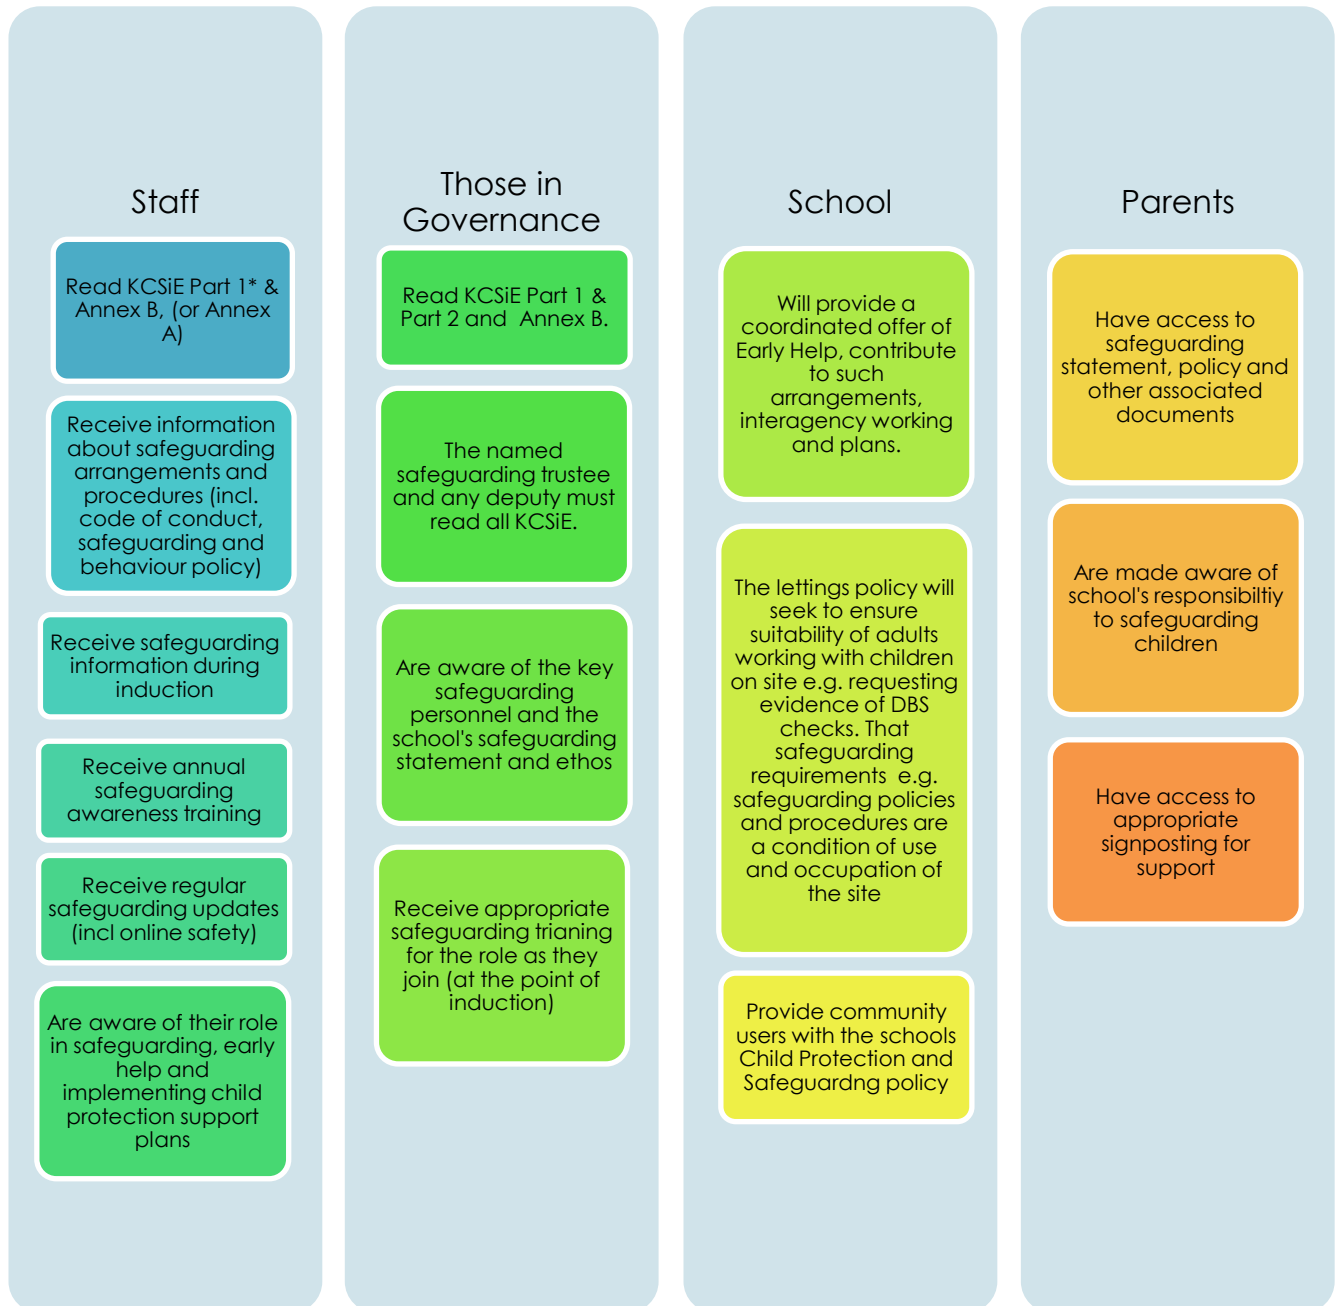 Staff
Read KCSiE Part 1* &
Annex B, (or Annex
A)
Receive information
about safeguarding
arrangements and
procedures (incl.
code of conduct,
safeguarding and
behaviour policy)
Receive safeguarding
information during
induction
Receive annual
safeguarding
awareness training
Receive regular
safeguarding updates
(incl online safety)
Are aware of their role
in safeguarding, early
help and
implementing child
protection support
plans
Those in
Governance
Read KCSiE Part 1 &
Part 2 and  Annex B.
The named
safeguarding trustee
and any deputy must
read all KCSiE.
Are aware of the key
safeguarding
personnel and the
school's safeguarding
statement and ethos
Receive appropriate
safeguarding trianing
for the role as they
join (at the point of
induction)
School
Will provide a
coordinated offer of
Early Help, contribute
to such
arrangements,
interagency working
and plans.
The lettings policy will
seek to ensure
suitability of adults
working with children
on site e.g. requesting
evidence of DBS
checks. That
safeguarding
requirements  e.g.
safeguarding policies
and procedures are
a condition of use
and occupation of
the site
Provide community
users with the schools
Child Protection and
Safeguardng policy
Parents
Have access to
safeguarding
statement, policy and
other associated
documents
Are made aware of
school's responsibiltiy
to safeguarding
children
Have access to
appropriate
signposting for
support